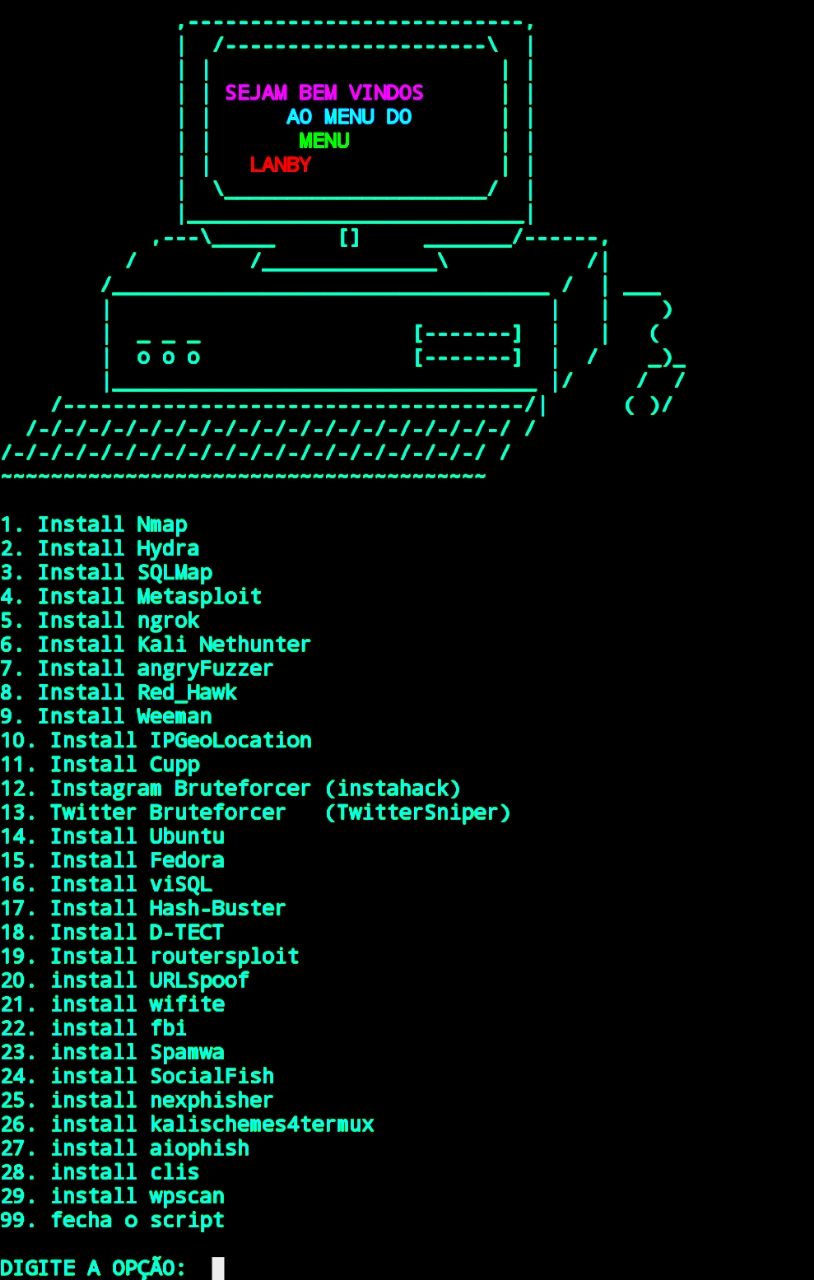 SEJAM BEM VINDOS
AO MENU DO
MENU
LANBY
[]
_ _ _ [-------]
o o o [-------]
1. Install Nmap
2. Install Hydra
3. Install SQLMap
4. Install Metasploit
5. Install ngrok
6. Install Kali Nethunter
7. Install angryFuzzer
8. Install Red_Hawk
9. Install Weeman
10. Install IPGeoLocation
11. Install Cupp
12. Instagram Bruteforcer (instahack)
13. Twitter Bruteforcer   (TwitterSniper)
14. Install Ubuntu
15. Install Fedora
16. Install viSQL
17. Install Hash-Buster
18. Install D-TECT
19. Install routersploit
20. install URLSpoof
21. install wifite
22. install fbi
23. install Spamwa
24. install SocialFish
25. install nexphisher
26. install kalischemes4termux
27. install aiophish
28. install clis
29. install wpscan
99. fecha o script
DIGITE A OPÇÃO: